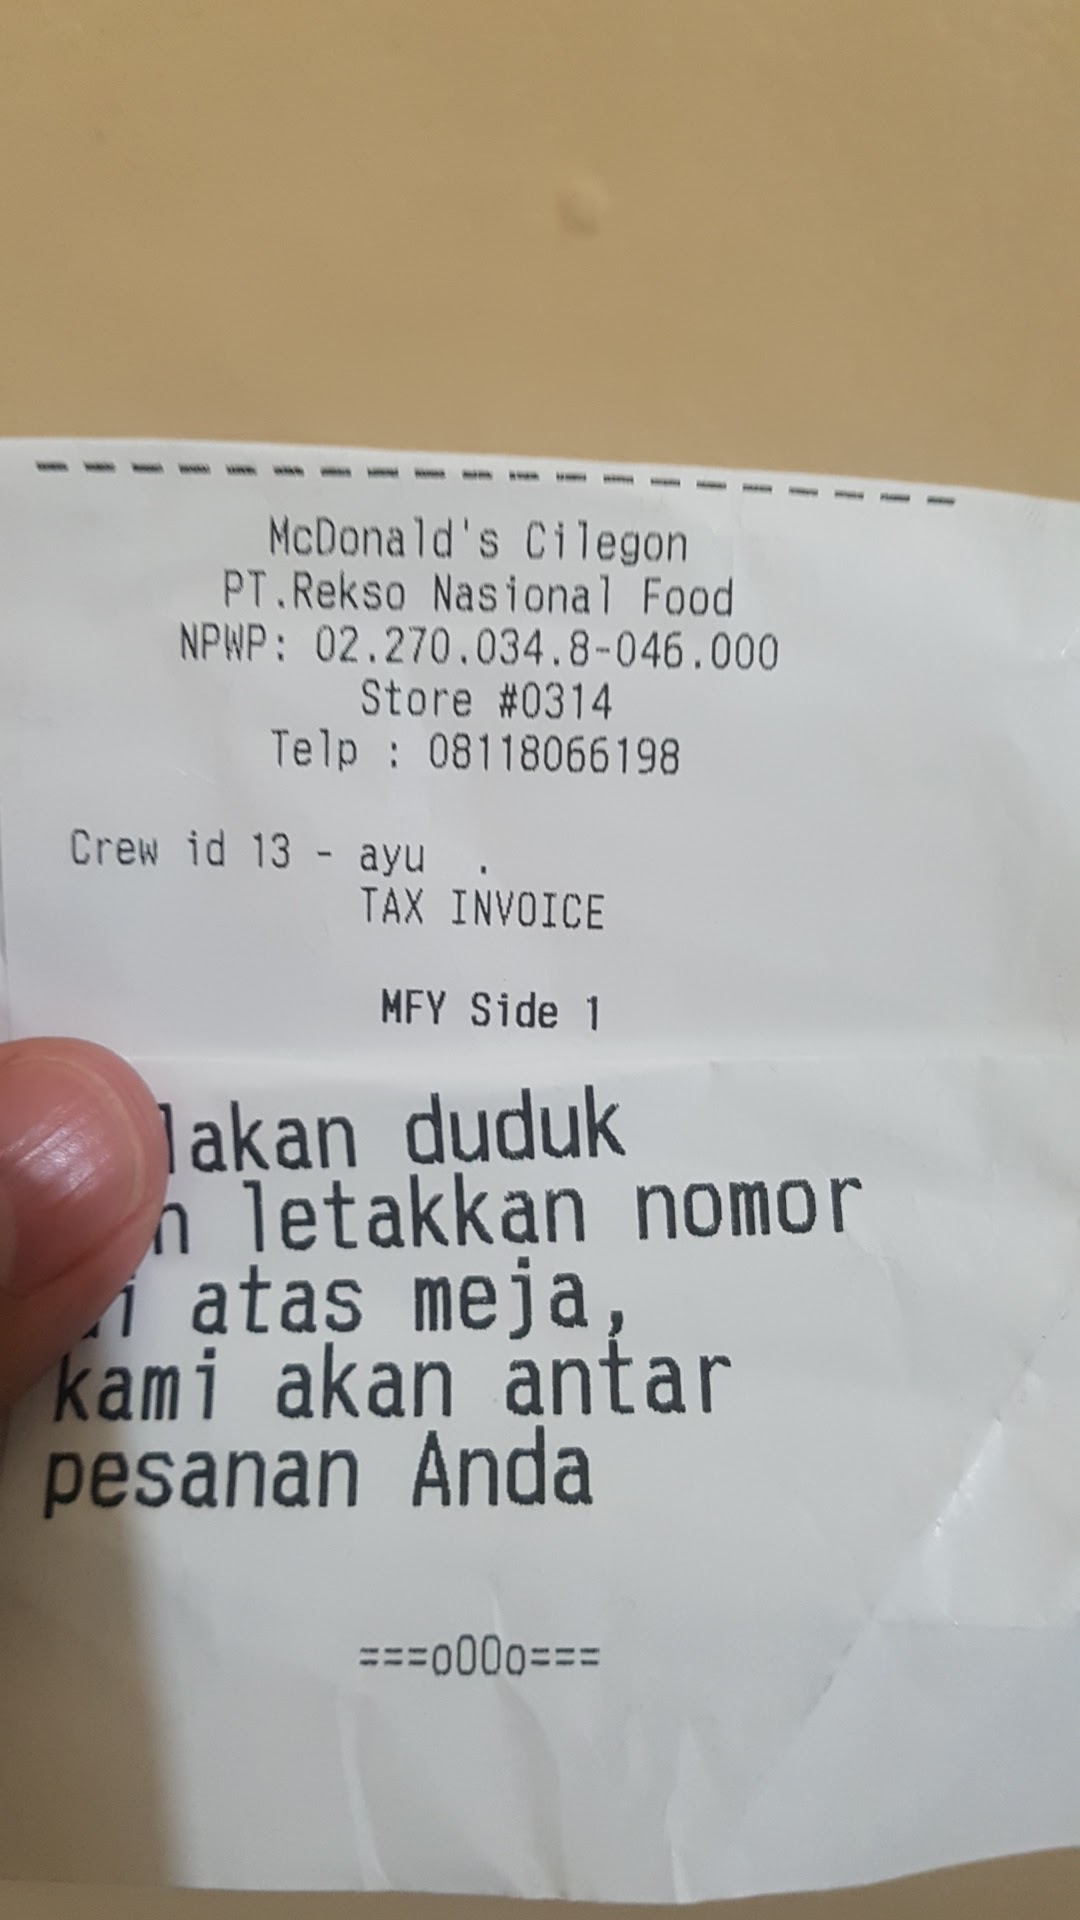 McDonald's Cilegon
PT.Rekso Nasional Food
NPWP: 02.270.034.8-046.000
Store #0314
Telp : 08118066198
Crew id 13 - ayu .
TAX INVOICE
MFY Side 1
duduk
letakkan nomor
atas meja,
kami akan antar
pesanan Anda
===oOOo===